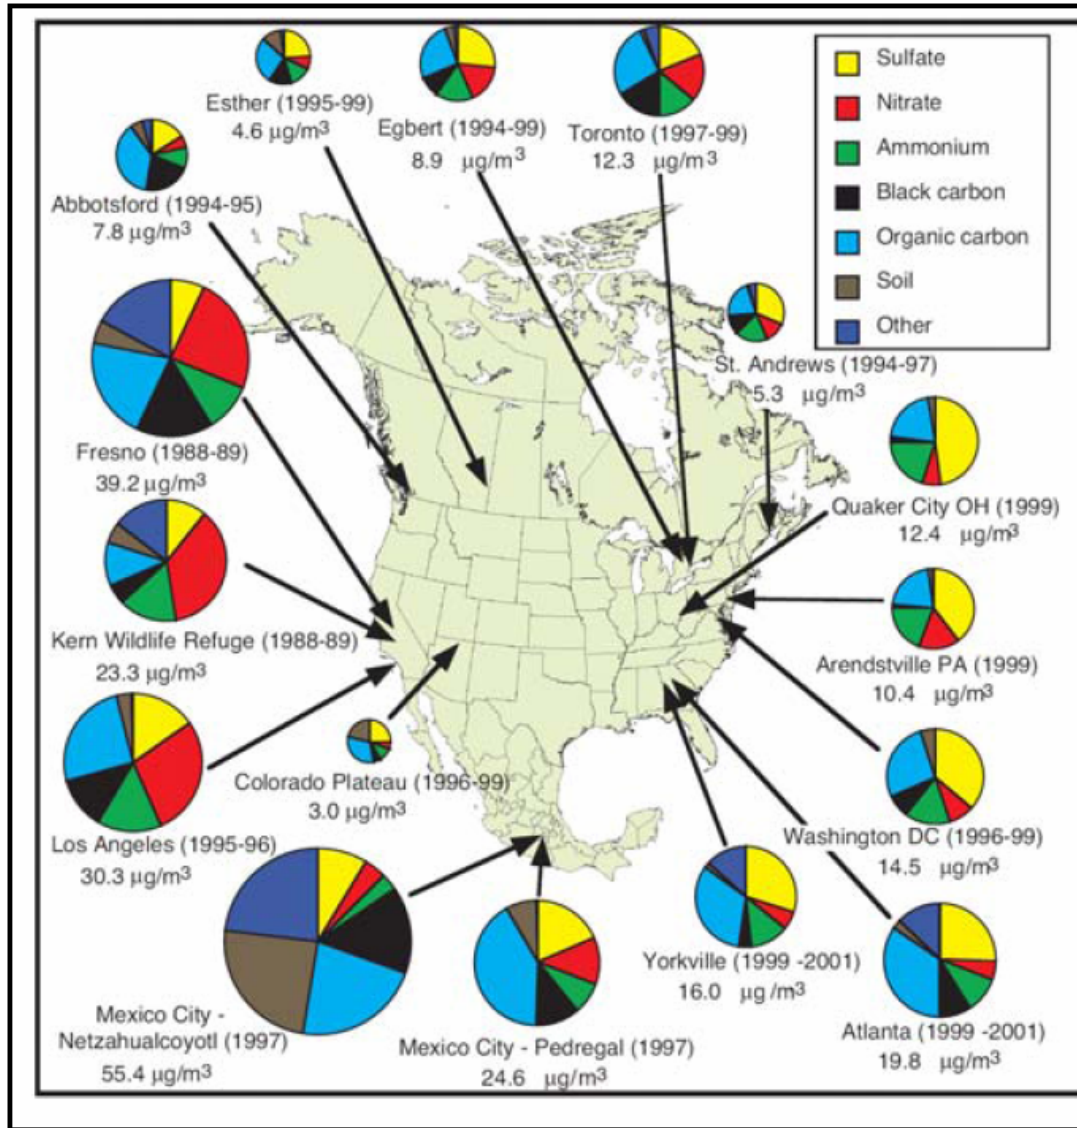 Esther (1995-99)
4.6 µg/m³
Egbert (1994-99)
8.9 µg/m³
Toronto (1997-99)
12.3 µg/m³
Sulfate
Nitrate
Ammonium
Black carbon
Organic carbon
Soil
Other
Abbotsford (1994-95)
7.8 µg/m³
St. Andrews (1994-97)
5.3 µg/m³
Fresno (1988-89)
39.2 µg/m³
Quaker City OH (1999)
12.4 µg/m³
Kern Wildlife Refuge (1988-89)
23.3 µg/m³
Arendstville PA (1999)
10.4 µg/m³
Colorado Plateau (1996-99)
3.0 µg/m³
Los Angeles (1995-96)
30.3 µg/m³
Washington DC (1996-99)
14.5 µg/m³
Yorkville (1999 -2001)
16.0 µg/m³
Atlanta (1999 -2001)
19.8 µg/m³
Mexico City -
Netzahualcoyotl (1997)
55.4 µg/m³
Mexico City - Pedregal (1997)
24.6 µg/m³